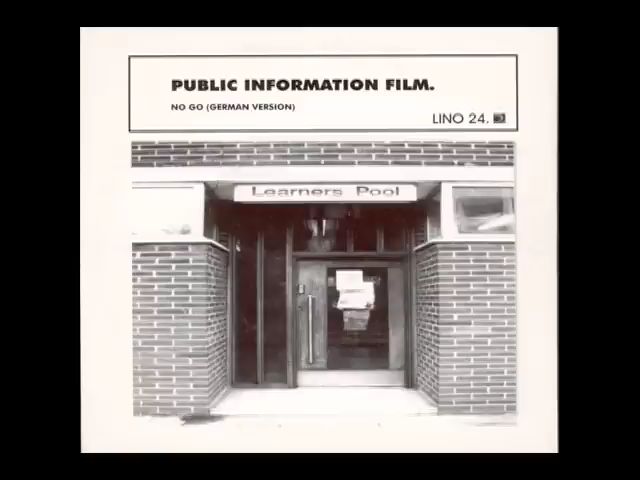 PUBLIC INFORMATION FILM.
NO GO (GERMAN VERSION)
LINO 24.
Learners Pool